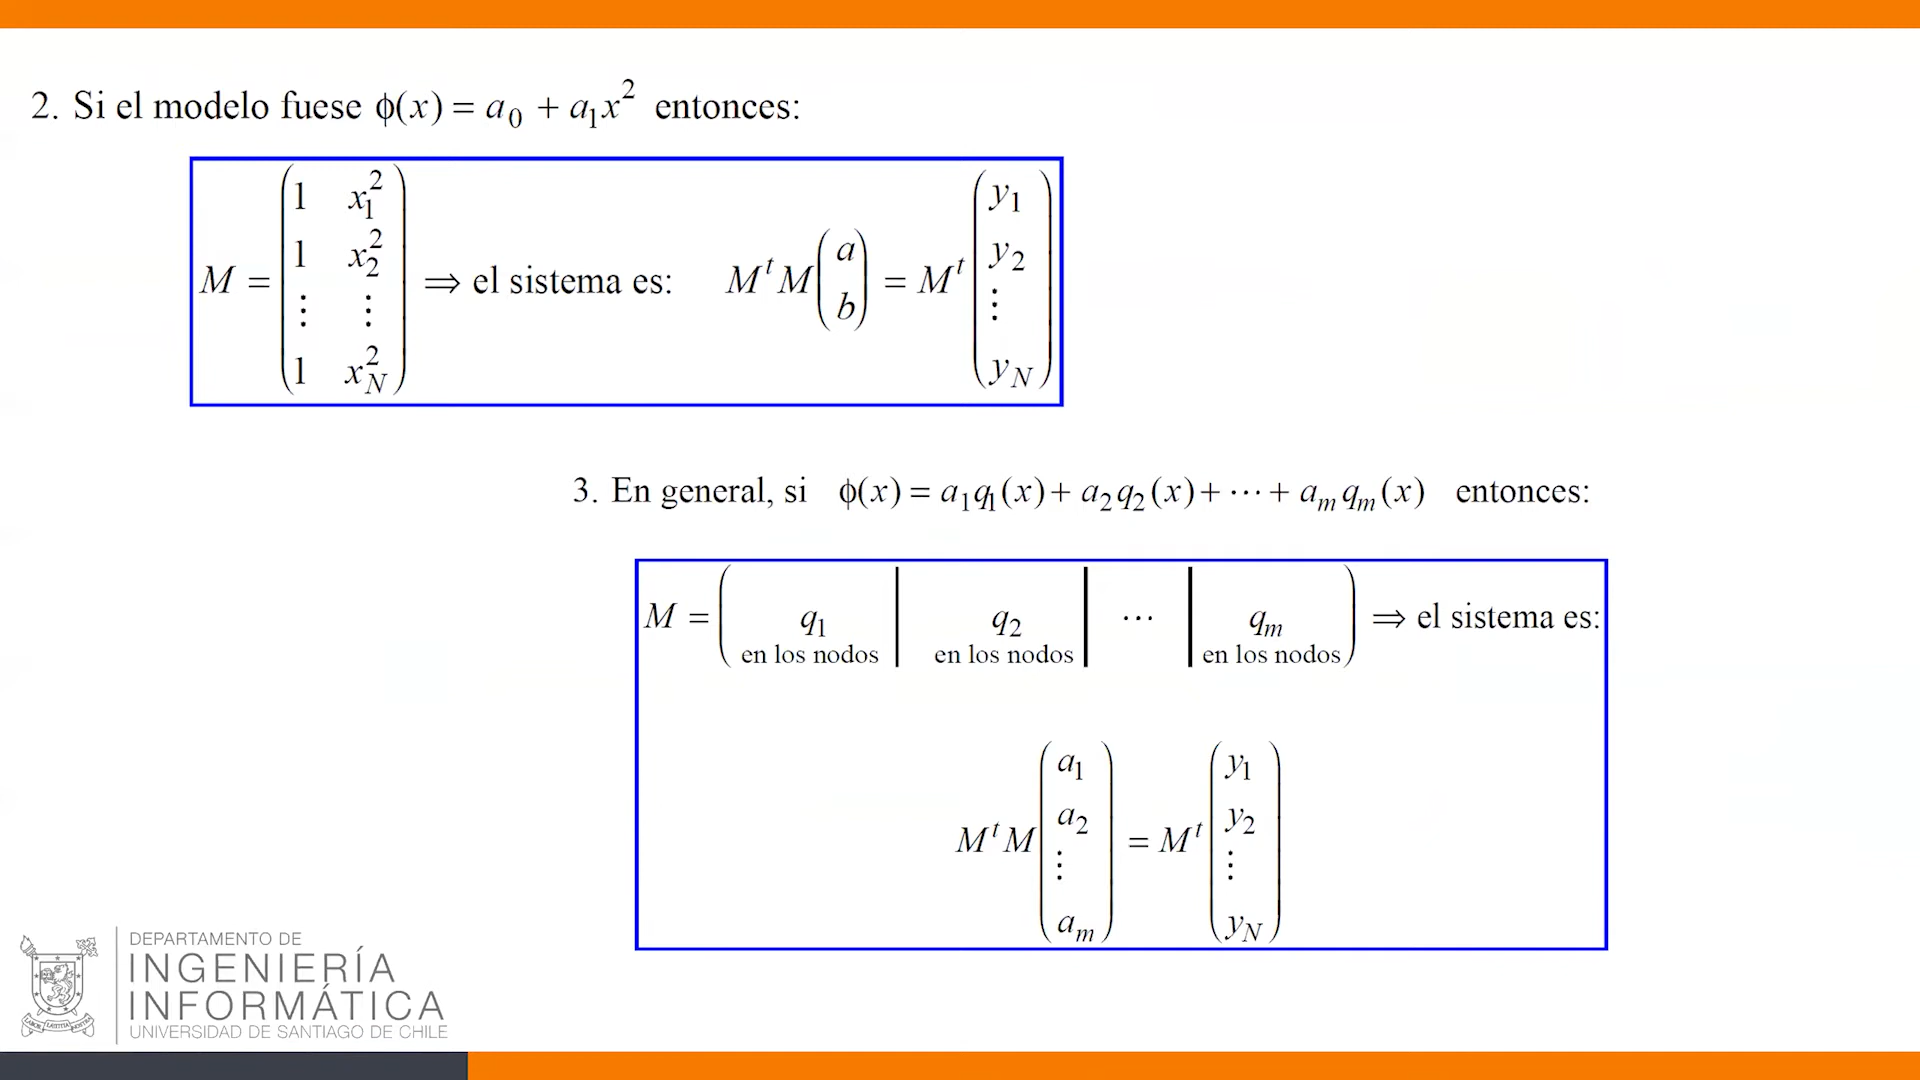 2. Si el modelo fuese ϕ(x) = a₀ + a₁x² entonces:
M = ( 1 x₁² ; 1 x₂² ; ⋮ ⋮ ; 1 x_N² ) ⇒ el sistema es: MᵗM ( a ; b ) = Mᵗ ( y₁ ; y₂ ; ⋮ ; y_N )
3. En general, si ϕ(x) = a₁q₁(x) + a₂q₂(x) + ⋯ + aₘqₘ(x) entonces:
M = ( q₁ | q₂ | ⋯ | qₘ ) ⇒ el sistema es:
en los nodos en los nodos en los nodos
MᵗM ( a₁ ; a₂ ; ⋮ ; aₘ ) = Mᵗ ( y₁ ; y₂ ; ⋮ ; y_N )
DEPARTAMENTO DE
INGENIERÍA
INFORMÁTICA
UNIVERSIDAD DE SANTIAGO DE CHILE